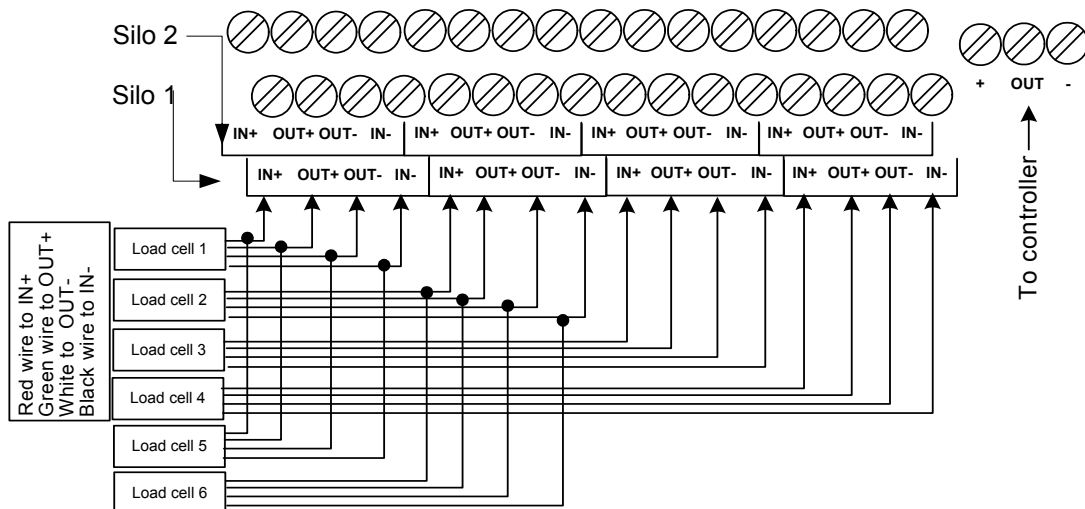 Silo 2
Silo 1
+ OUT -
IN+ OUT+ OUT- IN- IN+ OUT+ OUT- IN- IN+ OUT+ OUT- IN- IN+ OUT+ OUT- IN-
IN+ OUT+ OUT- IN- IN+ OUT+ OUT- IN- IN+ OUT+ OUT- IN- IN+ OUT+ OUT- IN-
To controller
Red wire to IN+
Green wire to OUT+
White to OUT-
Black wire to IN-
Load cell 1
Load cell 2
Load cell 3
Load cell 4
Load cell 5
Load cell 6